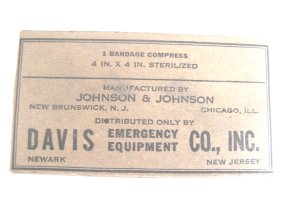 1 BANDAGE COMPRESS
4 IN. X 4 IN. STERILIZED
MANUFACTURED BY
JOHNSON & JOHNSON
NEW BRUNSWICK, N. J. CHICAGO, ILL.
DISTRIBUTED ONLY BY
DAVIS EMERGENCY EQUIPMENT CO., INC.
NEWARK NEW JERSEY